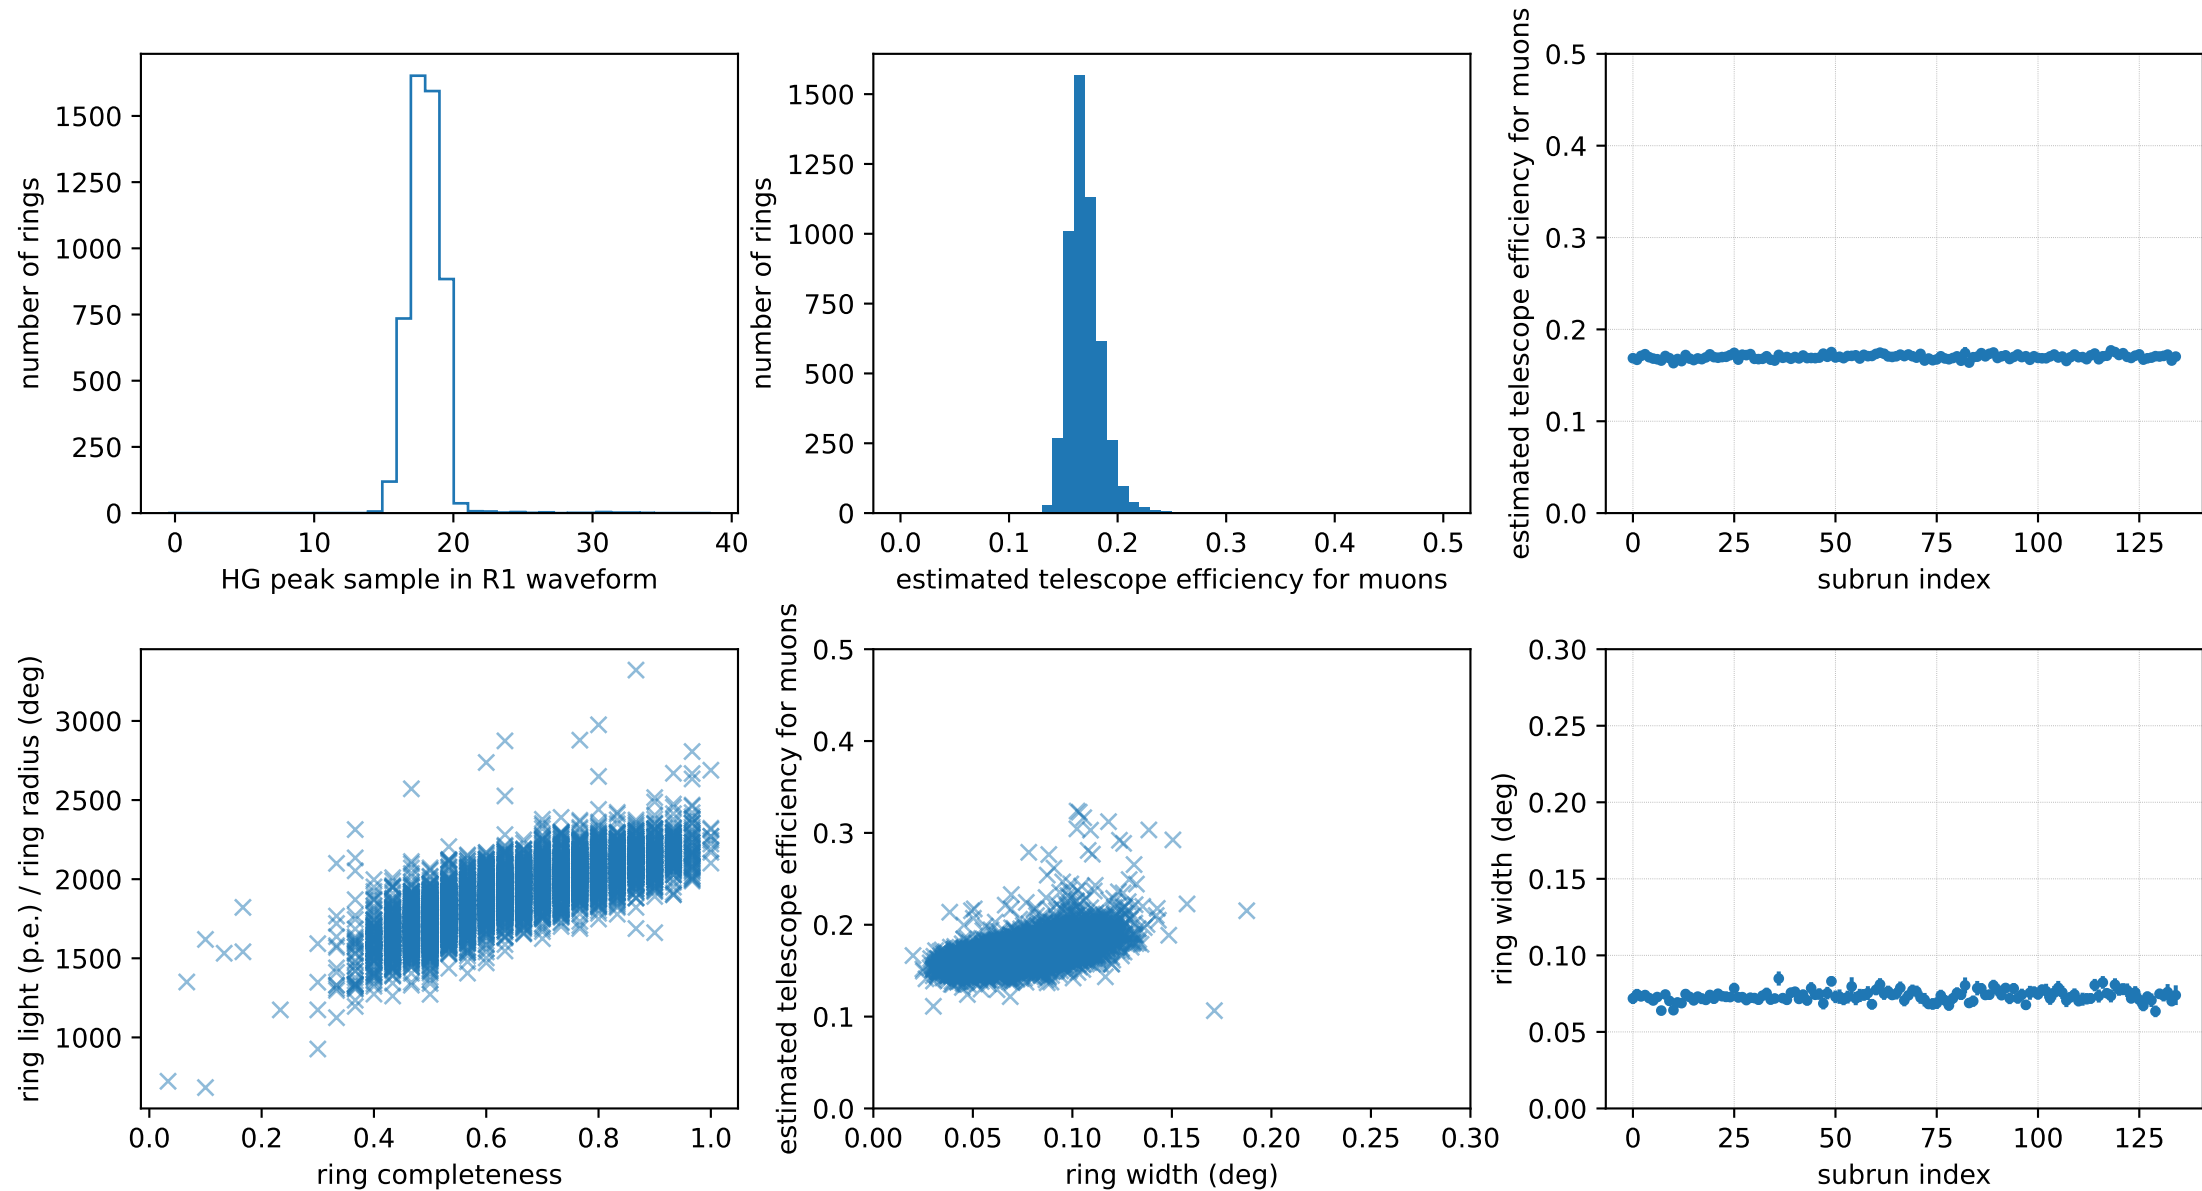 number of rings
1500
1250
1000
750
500
250
0
0 10 20 30 40
HG peak sample in R1 waveform
number of rings
1500
1250
1000
750
500
250
0
0.0 0.1 0.2 0.3 0.4 0.5
estimated telescope efficiency for muons
estimated telescope efficiency for muons
0.5
0.4
0.3
0.2
0.1
0.0
0 25 50 75 100 125
subrun index
ring light (p.e.) / ring radius (deg)
3000
2500
2000
1500
1000
0.0 0.2 0.4 0.6 0.8 1.0
ring completeness
estimated telescope efficiency for muons
0.5
0.4
0.3
0.2
0.1
0.0
0.00 0.05 0.10 0.15 0.20 0.25 0.30
ring width (deg)
ring width (deg)
0.30
0.25
0.20
0.15
0.10
0.05
0.00
0 25 50 75 100 125
subrun index